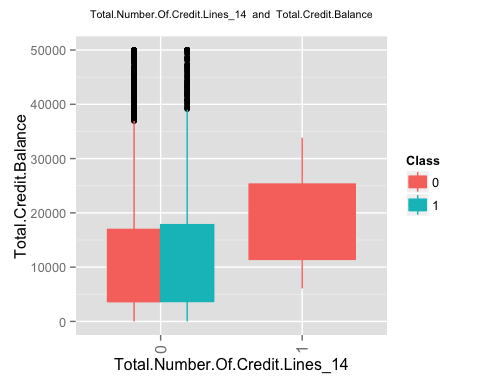 Total.Number.Of.Credit.Lines_14 and Total.Credit.Balance
Total.Credit.Balance
50000
40000
30000
20000
10000
0
0
1
Total.Number.Of.Credit.Lines_14
Class
0
1